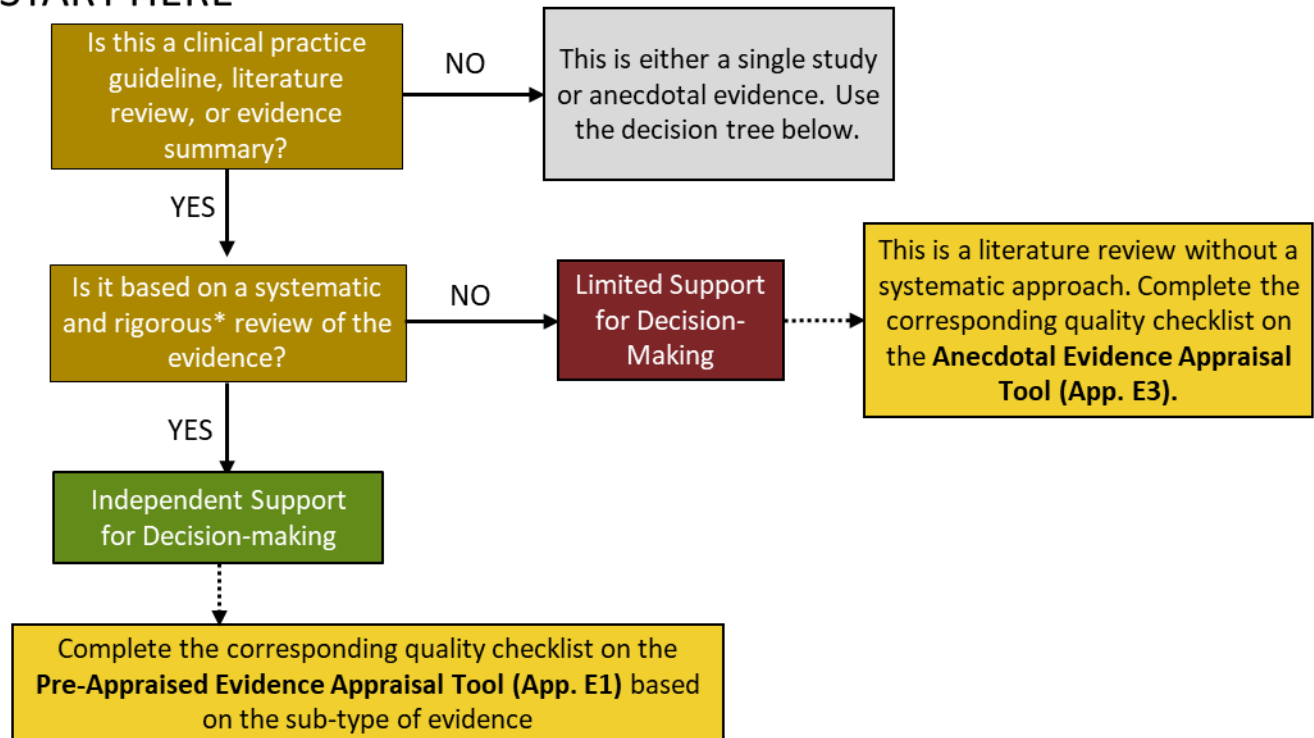 START HERE
Is this a clinical practice
guideline, literature
review, or evidence
summary?
NO
This is either a single study
or anecdotal evidence. Use
the decision tree below.
YES
Is it based on a systematic
and rigorous* review of the
evidence?
NO
Limited Support
for Decision-
Making
This is a literature review without a
systematic approach. Complete the
corresponding quality checklist on
the Anecdotal Evidence Appraisal
Tool (App. E3).
YES
Independent Support
for Decision-making
Complete the corresponding quality checklist on the
Pre-Appraised Evidence Appraisal Tool (App. E1) based
on the sub-type of evidence